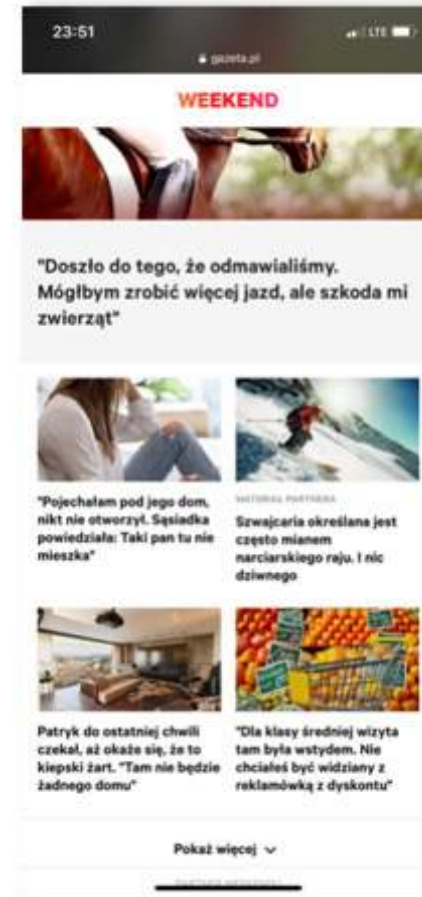 23:51
LTE
gazeta.pl
WEEKEND
"Doszło do tego, że odmawialiśmy.
Mógłbym zrobić więcej jazd, ale szkoda mi
zwierząt"
"Pojechałam pod jego dom,
nikt nie otworzył. Sąsiadka
powiedziała: Taki pan tu nie
mieszka"
MATERIAŁ PARTNERA
Szwajcaria określana jest
często mianem
narciarskiego raju. I nic
dziwnego
Patryk do ostatniej chwili
czekał, aż okaże się, że to
kiepski żart. "Tam nie będzie
żadnego domu"
"Dla klasy średniej wizyta
tam była wstydem. Nie
chciałeś być widziany z
reklamówką z dyskontu"
Pokaż więcej